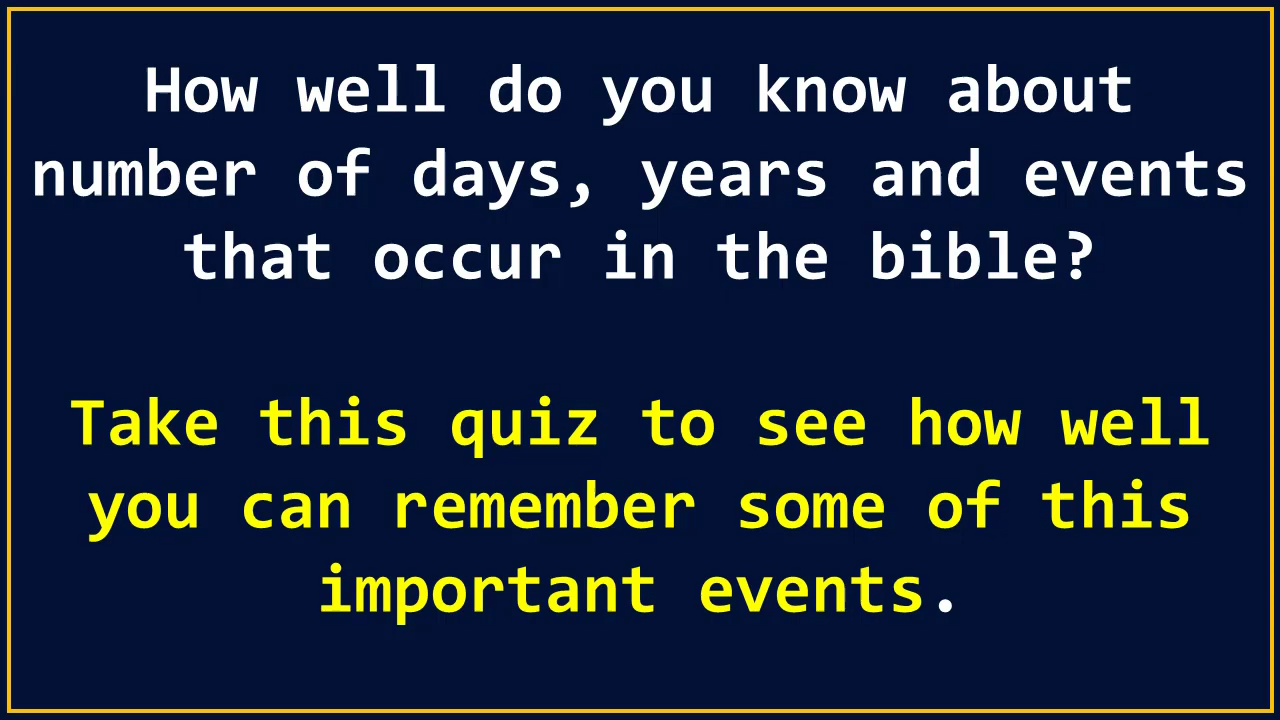 How well do you know about
number of days, years and events
that occur in the bible?
Take this quiz to see how well
you can remember some of this
important events.